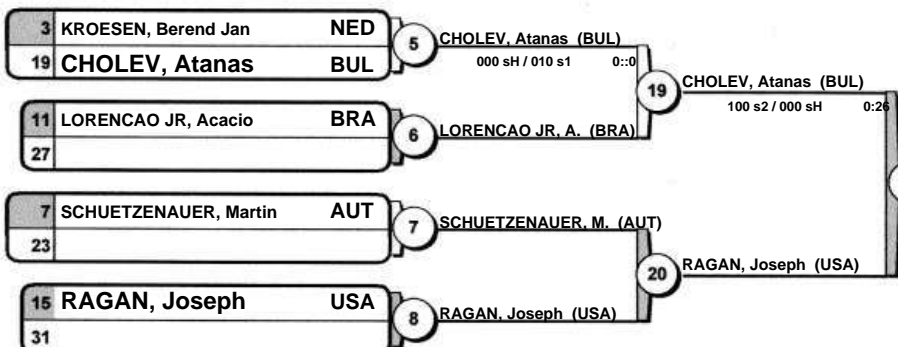 3 KROESEN, Berend Jan NED
19 CHOLEV, Atanas BUL
5
CHOLEV, Atanas (BUL)
000 sH / 010 s1 0::0
11 LORENCAO JR, Acacio BRA
27
6
LORENCAO JR, A. (BRA)
19
CHOLEV, Atanas (BUL)
100 s2 / 000 sH 0:26
7 SCHUETZENAUER, Martin AUT
23
7
SCHUETZENAUER, M. (AUT)
15 RAGAN, Joseph USA
31
8
RAGAN, Joseph (USA)
20
RAGAN, Joseph (USA)